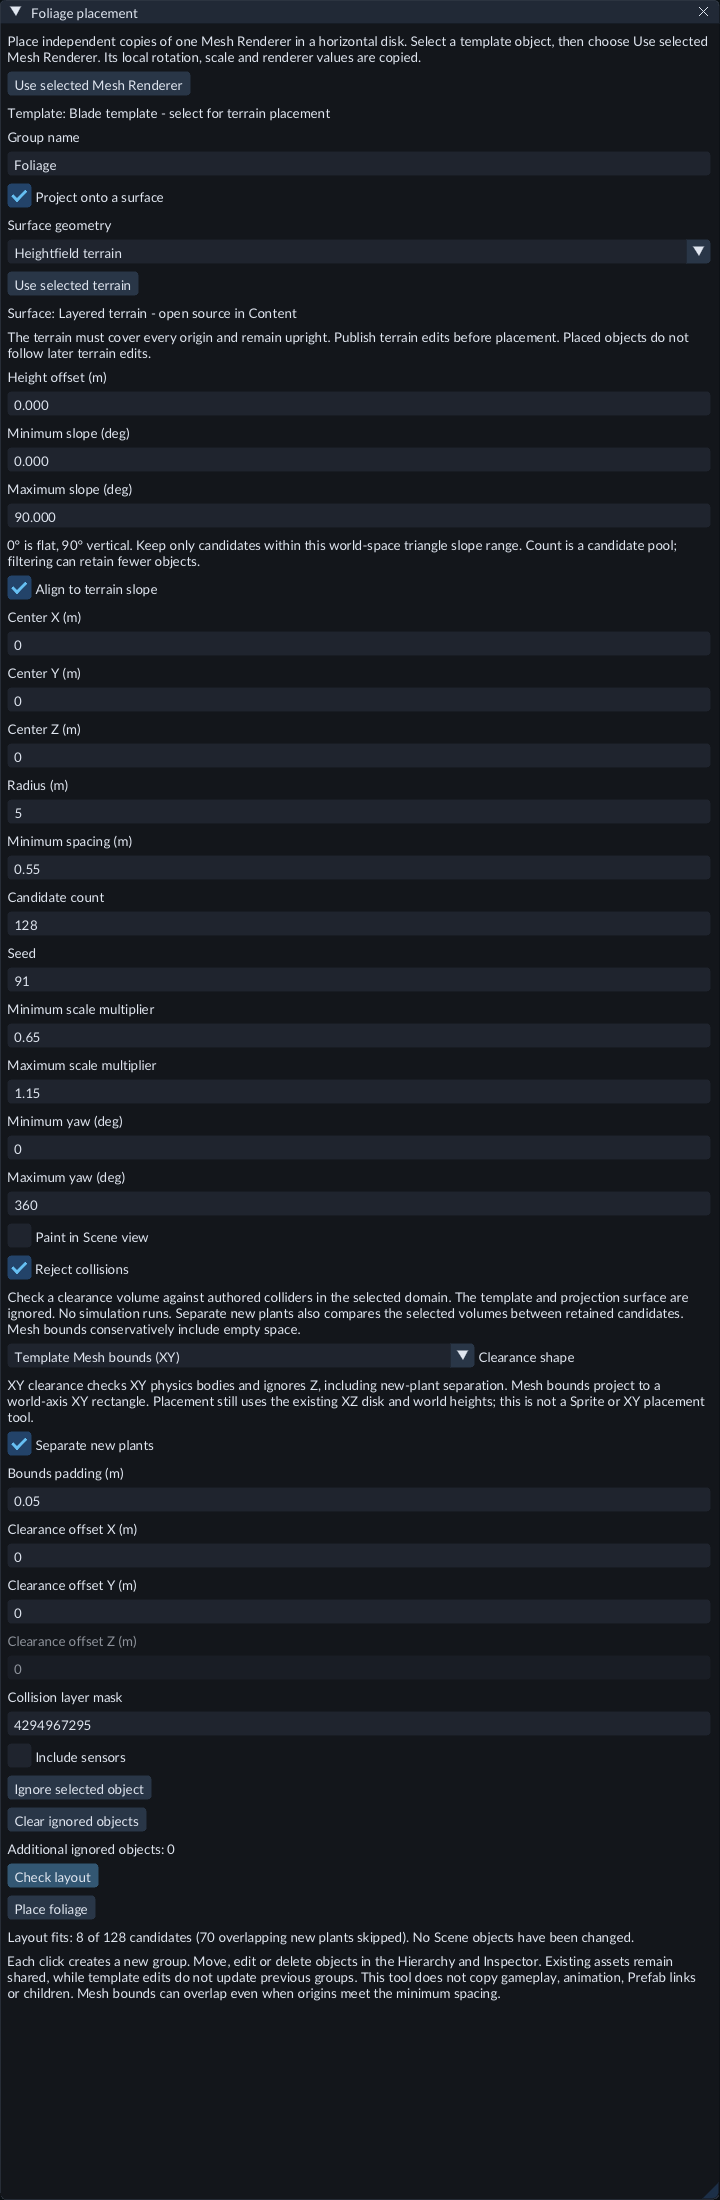 Foliage placement
Place independent copies of one Mesh Renderer in a horizontal disk. Select a template object, then choose Use selected
Mesh Renderer. Its local rotation, scale and renderer values are copied.
Use selected Mesh Renderer
Template: Blade template - select for terrain placement
Group name
Foliage
Project onto a surface
Surface geometry
Heightfield terrain
Use selected terrain
Surface: Layered terrain - open source in Content
The terrain must cover every origin and remain upright. Publish terrain edits before placement. Placed objects do not
follow later terrain edits.
Height offset (m)
0.000
Minimum slope (deg)
0.000
Maximum slope (deg)
90.000
0° is flat, 90° vertical. Keep only candidates within this world-space triangle slope range. Count is a candidate pool;
filtering can retain fewer objects.
Align to terrain slope
Center X (m)
0
Center Y (m)
0
Center Z (m)
0
Radius (m)
5
Minimum spacing (m)
0.55
Candidate count
128
Seed
91
Minimum scale multiplier
0.65
Maximum scale multiplier
1.15
Minimum yaw (deg)
0
Maximum yaw (deg)
360
Paint in Scene view
Reject collisions
Check a clearance volume against authored colliders in the selected domain. The template and projection surface are
ignored. No simulation runs. Separate new plants also compares the selected volumes between retained candidates.
Mesh bounds conservatively include empty space.
Template Mesh bounds (XY) Clearance shape
XY clearance checks XY physics bodies and ignores Z, including new-plant separation. Mesh bounds project to a
world-axis XY rectangle. Placement still uses the existing XZ disk and world heights; this is not a Sprite or XY placement
tool.
Separate new plants
Bounds padding (m)
0.05
Clearance offset X (m)
0
Clearance offset Y (m)
0
Clearance offset Z (m)
0
Collision layer mask
4294967295
Include sensors
Ignore selected object
Clear ignored objects
Additional ignored objects: 0
Check layout
Place foliage
Layout fits: 8 of 128 candidates (70 overlapping new plants skipped). No Scene objects have been changed.
Each click creates a new group. Move, edit or delete objects in the Hierarchy and Inspector. Existing assets remain
shared, while template edits do not update previous groups. This tool does not copy gameplay, animation, Prefab links
or children. Mesh bounds can overlap even when origins meet the minimum spacing.